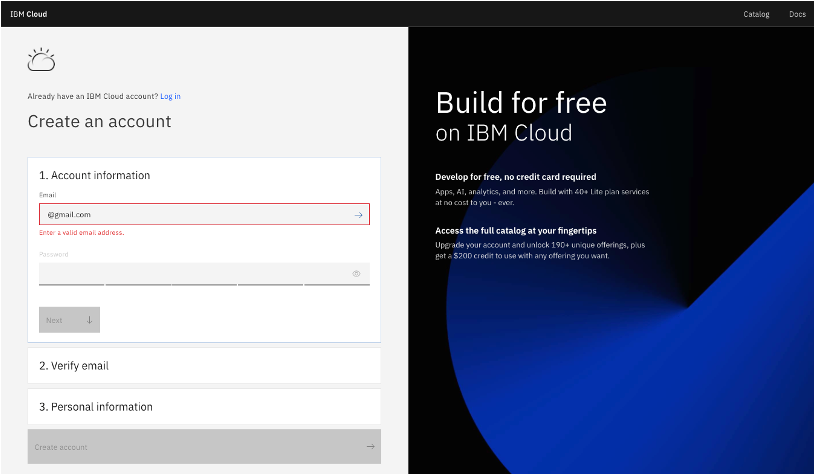 IBM Cloud
Catalog Docs
Already have an IBM Cloud account? Log in
Create an account
1. Account information
Email
@gmail.com
Enter a valid email address.
Password
Next
2. Verify email
3. Personal information
Create account
Build for free
on IBM Cloud
Develop for free, no credit card required
Apps, AI, analytics, and more. Build with 40+ Lite plan services
at no cost to you - ever.
Access the full catalog at your fingertips
Upgrade your account and unlock 190+ unique offerings, plus
get a $200 credit to use with any offering you want.